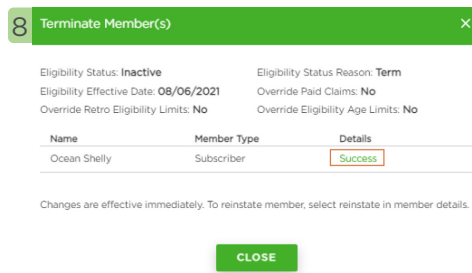 8 Terminate Member(s) ×
Eligibility Status: Inactive Eligibility Status Reason: Term
Eligibility Effective Date: 08/06/2021 Override Paid Claims: No
Override Retro Eligibility Limits: No Override Eligibility Age Limits: No
Name Member Type Details
Ocean Shelly Subscriber Success
Changes are effective immediately. To reinstate member, select reinstate in member details.
CLOSE